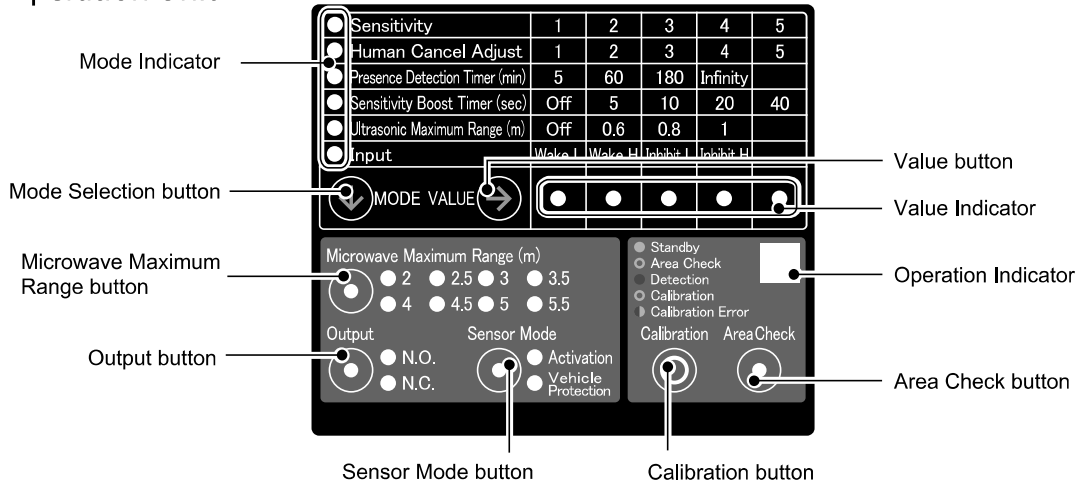 Sensitivity 1 2 3 4 5
Human Cancel Adjust 1 2 3 4 5
Mode Indicator
Presence Detection Timer (min) 5 60 180 Infinity
Sensitivity Boost Timer (sec) Off 5 10 20 40
Ultrasonic Maximum Range (m) Off 0.6 0.8 1
Input Wake L Wake H Inhibit L Inhibit H
Value button
Mode Selection button
MODE VALUE
Value Indicator
Microwave Maximum
Range button
Microwave Maximum Range (m)
2 2.5 3 3.5
4 4.5 5 5.5
Standby
Area Check
Detection
Calibration
Calibration Error
Operation Indicator
Output button
Output
N.O.
N.C.
Sensor Mode
Activation
Vehicle
Protection
Calibration Area Check
Area Check button
Sensor Mode button
Calibration button